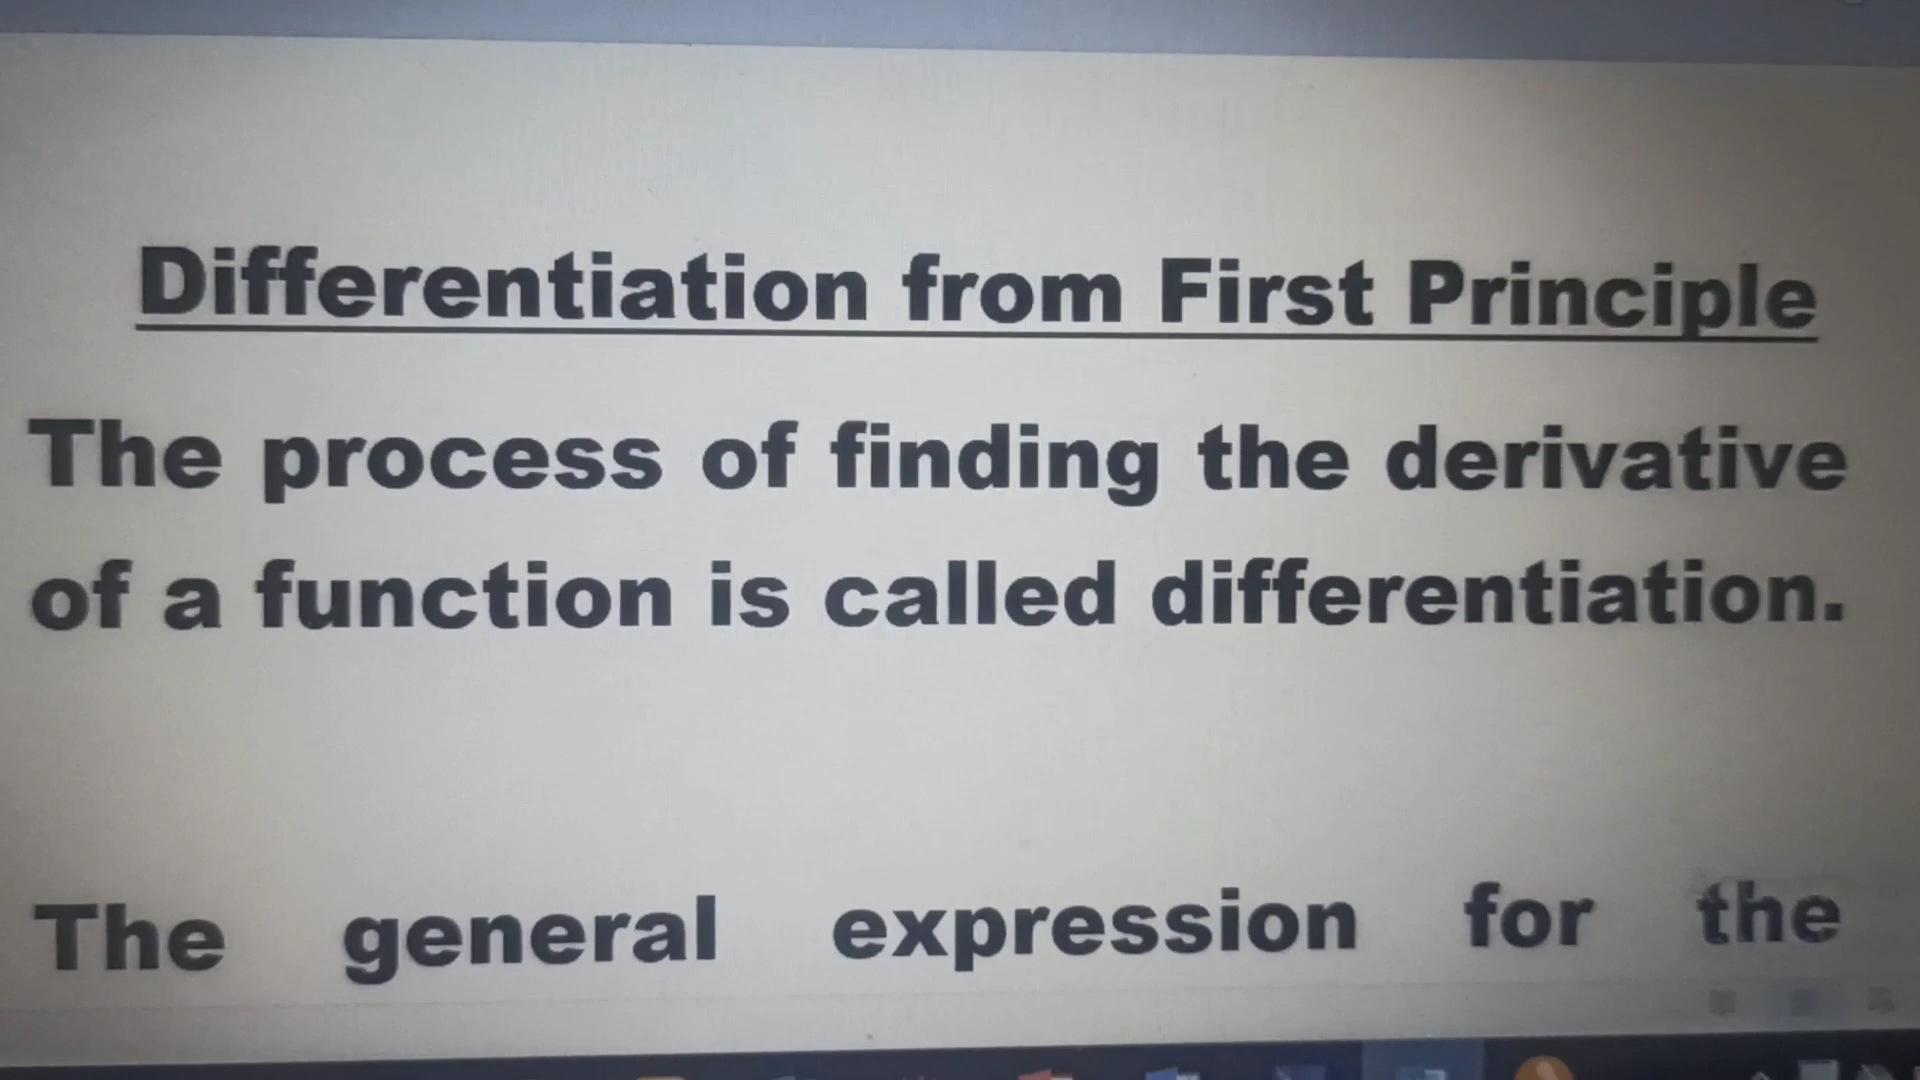 Differentiation from First Principle
The process of finding the derivative
of a function is called differentiation.
The general expression for the